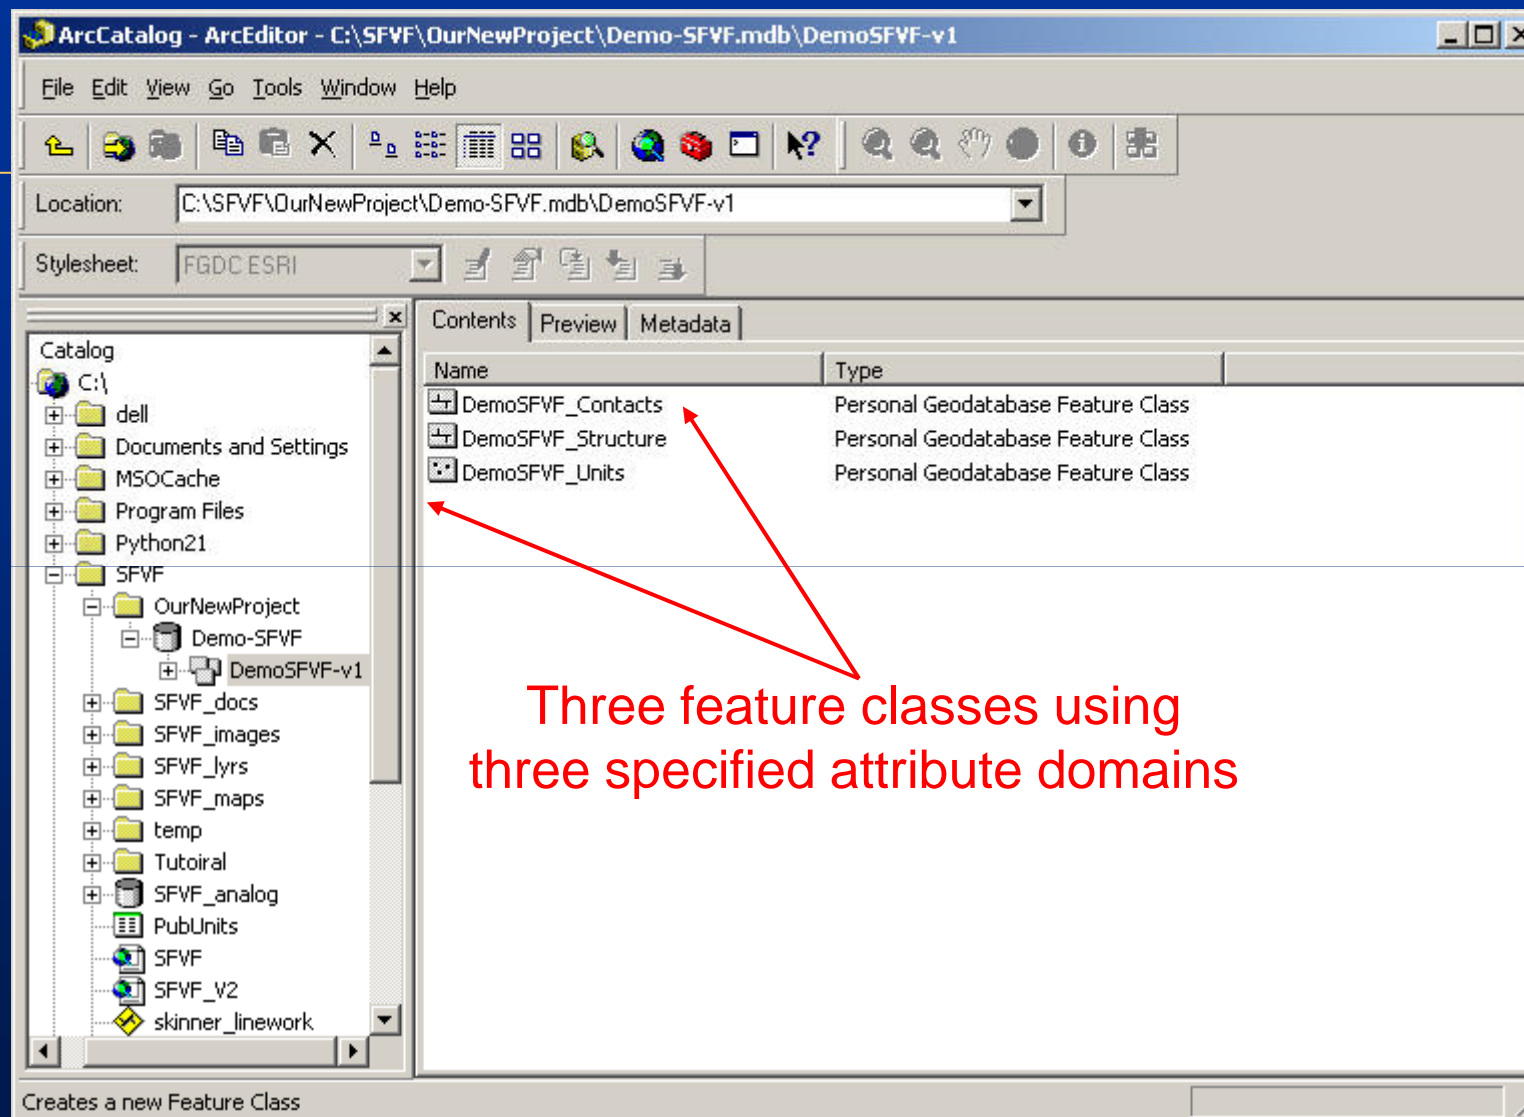 ArcCatalog - ArcEditor - C:\SFVF\OurNewProject\Demo-SFVF.mdb\DemoSFVF-v1
File Edit View Go Tools Window Help
Location: C:\SFVF\OurNewProject\Demo-SFVF.mdb\DemoSFVF-v1
Stylesheet: FGDC ESRI
Catalog
C:\
dell
Documents and Settings
MSOCache
Program Files
Python21
SFVF
OurNewProject
Demo-SFVF
DemoSFVF-v1
SFVF_docs
SFVF_images
SFVF_lyrs
SFVF_maps
temp
Tutoiral
SFVF_analog
PubUnits
SFVF
SFVF_V2
skinner_linework
Contents Preview Metadata
Name Type
DemoSFVF_Contacts Personal Geodatabase Feature Class
DemoSFVF_Structure Personal Geodatabase Feature Class
DemoSFVF_Units Personal Geodatabase Feature Class
Three feature classes using
three specified attribute domains
Creates a new Feature Class